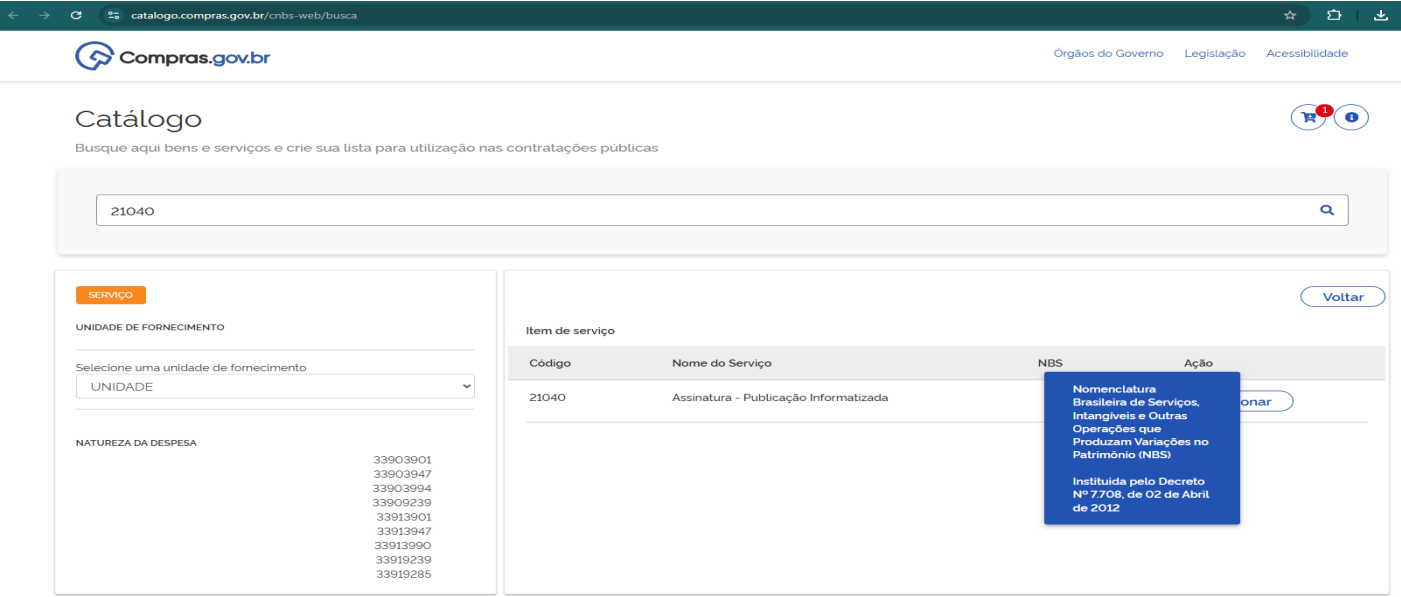 catalogo.compras.gov.br/cnbs-web/busca
Compras.gov.br
Órgãos do Governo Legislação Acessibilidade
Catálogo
1
Busque aqui bens e serviços e crie sua lista para utilização nas contratações públicas
21040
SERVIÇO
UNIDADE DE FORNECIMENTO
Selecione uma unidade de fornecimento
UNIDADE
NATUREZA DA DESPESA
33903901
33903947
33903994
33909239
33913901
33913947
33913990
33919239
33919285
Voltar
Item de serviço
Código Nome do Serviço NBS Ação
21040 Assinatura - Publicação Informatizada onar
Nomenclatura
Brasileira de Serviços,
Intangíveis e Outras
Operações que
Produzam Variações no
Patrimônio (NBS)
Instituída pelo Decreto
Nº 7.708, de 02 de Abril
de 2012